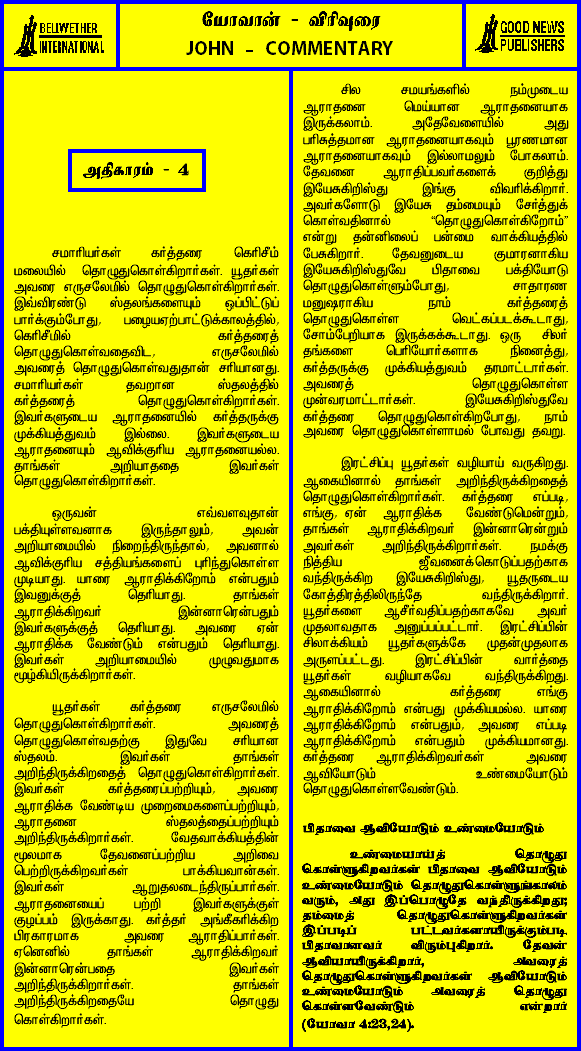 BELWETHER
INTERNATIONAL
யோவான் - விரிவுரை
JOHN - COMMENTARY
GOOD NEWS
PUBLISHERS
அதிகாரம் - 4
சமாரியர்கள் கர்த்தரை கெரிசீம்
மலையில் தொழுதுகொள்கிறார்கள். யூதர்கள்
அவரை எருசலேமில் தொழுதுகொள்கிறார்கள்.
இவ்விரண்டு ஸ்தலங்களையும் ஒப்பிட்டுப்
பார்க்கும்போது, பழையஏற்பாட்டுக்காலத்தில்,
கெரிசீமில் கர்த்தரைத்
தொழுதுகொள்வதைவிட, எருசலேமில்
அவரைத் தொழுதுகொள்வதுதான் சரியானது.
சமாரியர்கள் தவறான ஸ்தலத்தில்
கர்த்தரைத் தொழுதுகொள்கிறார்கள்.
இவர்களுடைய ஆராதனையில் கர்த்தருக்கு
முக்கியத்துவம் இல்லை. இவர்களுடைய
ஆராதனையும் ஆவிக்குரிய ஆராதனையல்ல.
தாங்கள் அறியாததை இவர்கள்
தொழுதுகொள்கிறார்கள்.
ஒருவன் எவ்வளவுதான்
பக்தியுள்ளவனாக இருந்தாலும், அவன்
அறியாமையில் நிறைந்திருந்தால், அவனால்
ஆவிக்குரிய சத்தியங்களைப் புரிந்துகொள்ள
முடியாது. யாரை ஆராதிக்கிறோம் என்பதும்
இவனுக்குத் தெரியாது. தாங்கள்
ஆராதிக்கிறவர் இன்னாரென்பதும்
இவர்களுக்குத் தெரியாது. அவரை ஏன்
ஆராதிக்க வேண்டும் என்பதும் தெரியாது.
இவர்கள் அறியாமையில் முழுவதுமாக
மூழ்கியிருக்கிறார்கள்.
யூதர்கள் கர்த்தரை எருசலேமில்
தொழுதுகொள்கிறார்கள். அவரைத்
தொழுதுகொள்வதற்கு இதுவே சரியான
ஸ்தலம். இவர்கள் தாங்கள்
அறிந்திருக்கிறதைத் தொழுதுகொள்கிறார்கள்.
இவர்கள் கர்த்தரைப்பற்றியும், அவரை
ஆராதிக்க வேண்டிய முறைமைகளைப்பற்றியும்,
ஆராதனை ஸ்தலத்தைப்பற்றியும்
அறிந்திருக்கிறார்கள். வேதவாக்கியத்தின்
மூலமாக தேவனைப்பற்றிய அறிவை
பெற்றிருக்கிறவர்கள் பாக்கியவான்கள்.
இவர்கள் ஆறுதலடைந்திருப்பார்கள்.
ஆராதனையைப் பற்றி இவர்களுக்குள்
குழப்பம் இருக்காது. கர்த்தர் அங்கீகரிக்கிற
பிரகாரமாக அவரை ஆராதிப்பார்கள்.
ஏனெனில் தாங்கள் ஆராதிக்கிறவர்
இன்னாரென்பதை இவர்கள்
அறிந்திருக்கிறார்கள். தாங்கள்
அறிந்திருக்கிறதையே தொழுது
கொள்கிறார்கள்.
சில சமயங்களில் நம்முடைய
ஆராதனை மெய்யான ஆராதனையாக
இருக்கலாம். அதேவேளையில் அது
பரிசுத்தமான ஆராதனையாகவும் பூரணமான
ஆராதனையாகவும் இல்லாமலும் போகலாம்.
தேவனை ஆராதிப்பவர்களைக் குறித்து
இயேசுகிறிஸ்து இங்கு விவரிக்கிறார்.
அவர்களோடு இயேசு தம்மையும் சேர்த்துக்
கொள்வதினால் “தொழுதுகொள்கிறோம்”
என்று தன்னிலைப் பன்மை வாக்கியத்தில்
பேசுகிறார். தேவனுடைய குமாரனாகிய
இயேசுகிறிஸ்துவே பிதாவை பக்தியோடு
தொழுதுகொள்ளும்போது, சாதாரண
மனுஷராகிய நாம் கர்த்தரைத்
தொழுதுகொள்ள வெட்கப்படக்கூடாது,
சோம்பேறியாக இருக்கக்கூடாது. ஒரு சிலர்
தங்களை பெரியோர்களாக நினைத்து,
கர்த்தருக்கு முக்கியத்துவம் தரமாட்டார்கள்.
அவரைத் தொழுதுகொள்ள
முன்வரமாட்டார்கள். இயேசுகிறிஸ்துவே
கர்த்தரை தொழுதுகொள்கிறபோது, நாம்
அவரை தொழுதுகொள்ளாமல் போவது தவறு.
இரட்சிப்பு யூதர்கள் வழியாய் வருகிறது.
ஆகையினால் தாங்கள் அறிந்திருக்கிறதைத்
தொழுதுகொள்கிறார்கள். கர்த்தரை எப்படி,
எங்கு, ஏன் ஆராதிக்க வேண்டுமென்றும்,
தாங்கள் ஆராதிக்கிறவர் இன்னாரென்றும்
அவர்கள் அறிந்திருக்கிறார்கள். நமக்கு
நித்திய ஜீவனைக்கொடுப்பதற்காக
வந்திருக்கிற இயேசுகிறிஸ்து, யூதருடைய
கோத்திரத்திலிருந்தே வந்திருக்கிறார்.
யூதர்களை ஆசீர்வதிப்பதற்காகவே அவர்
முதலாவதாக அனுப்பப்பட்டார். இரட்சிப்பின்
சிலாக்கியம் யூதர்களுக்கே முதன்முதலாக
அருளப்பட்டது. இரட்சிப்பின் வார்த்தை
யூதர்கள் வழியாகவே வந்திருக்கிறது.
ஆகையினால் கர்த்தரை எங்கு
ஆராதிக்கிறோம் என்பது முக்கியமல்ல. யாரை
ஆராதிக்கிறோம் என்பதும், அவரை எப்படி
ஆராதிக்கிறோம் என்பதும் முக்கியமானது.
கர்த்தரை ஆராதிக்கிறவர்கள் அவரை
ஆவியோடும் உண்மையோடும்
தொழுதுகொள்ளவேண்டும்.
பிதாவை ஆவியோடும் உண்மையோடும்
உண்மையாய்த் தொழுது
கொள்ளுகிறவர்கள் பிதாவை ஆவியோடும்
உண்மையோடும் தொழுதுகொள்ளுங்காலம்
வரும், அது இப்பொழுதே வந்திருக்கிறது;
தம்மைத் தொழுதுகொள்ளுகிறவர்கள்
இப்படிப் பட்டவர்களாயிருக்கும்படி
பிதாவானவர் விரும்புகிறார். தேவன்
ஆவியாயிருக்கிறார், அவரைத்
தொழுதுகொள்ளுகிறவர்கள் ஆவியோடும்
உண்மையோடும் அவரைத் தொழுது
கொள்ளவேண்டும் என்றார்
(யோவா 4:23,24).